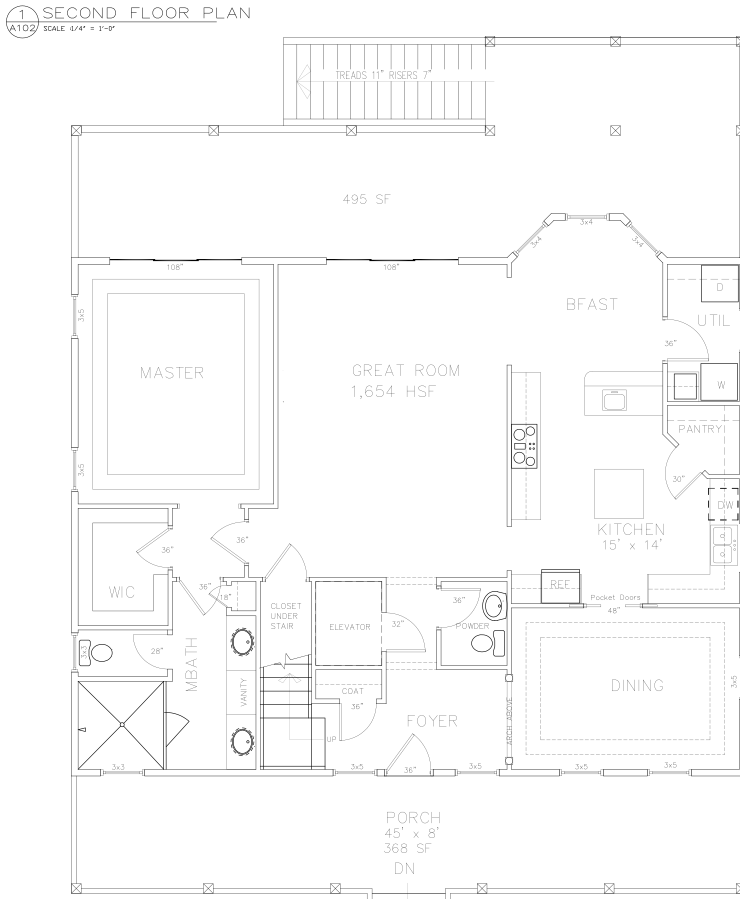 1 SECOND FLOOR PLAN
A102 SCALE 1/4" = 1'-0"
TREADS 11" RISERS 7"
495 SF
3x4
3x4
3x4
108"
108"
D
BFAST
UTIL
3x5
36"
MASTER
GREAT ROOM
1,654 HSF
W
PANTRY
3x5
30"
DW
KITCHEN
15' x 14'
36"
36"
REF
36"
18"
WIC
36"
Pocket Doors
48"
CLOSET
UNDER
STAIR
ELEVATOR
32"
POWDER
3x3
28"
MBATH
VANITY
COAT
36"
DINING
3x5
FOYER
ARCH ABOVE
UP
3x3
3x5
36"
3x5
3x5
3x5
PORCH
45' x 8'
368 SF
DN